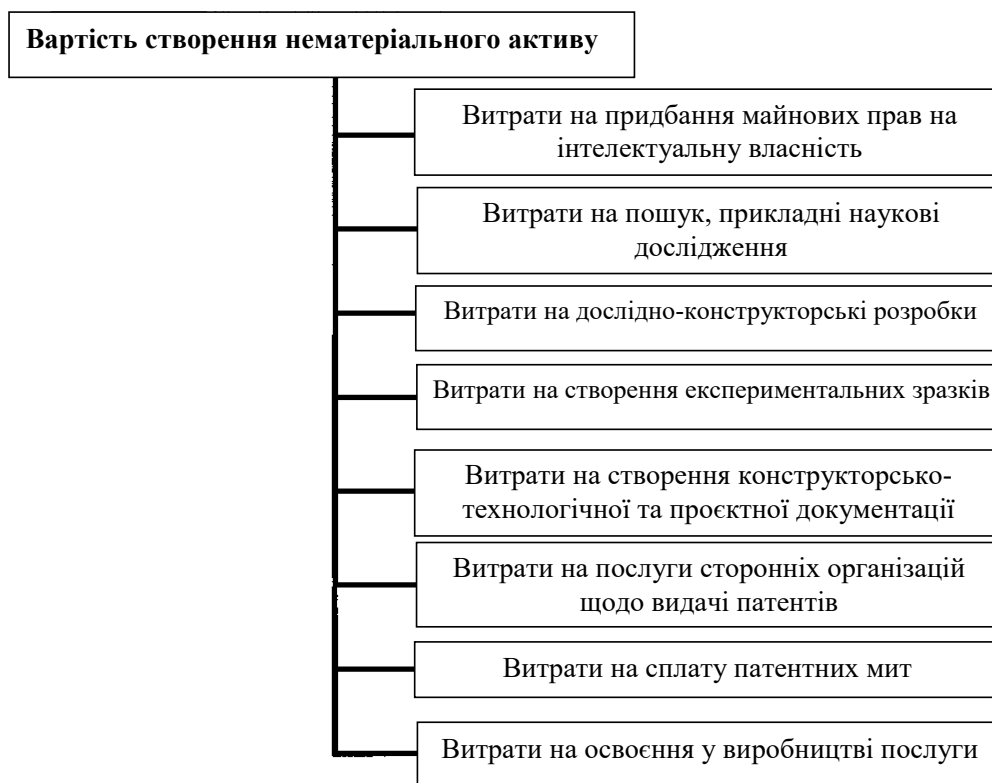 Вартість створення нематеріального активу
Витрати на придбання майнових прав на
інтелектуальну власність
Витрати на пошук, прикладні наукові
дослідження
Витрати на дослідно-конструкторські розробки
Витрати на створення експериментальних зразків
Витрати на створення конструкторсько-
технологічної та проєктної документації
Витрати на послуги сторонніх організацій
щодо видачі патентів
Витрати на сплату патентних мит
Витрати на освоєння у виробництві послуги